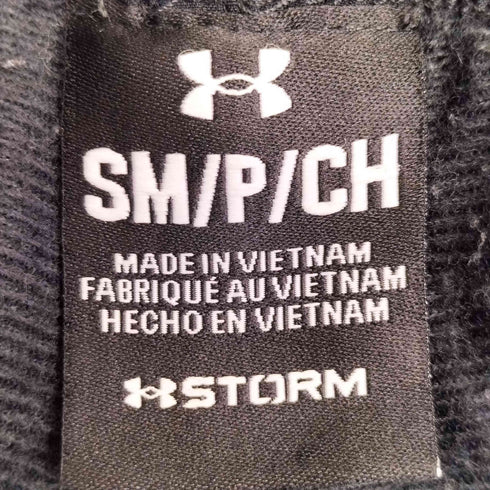 SM/P/CH
MADE IN VIETNAM
FABRIQUÉ AU VIETNAM
HECHO EN VIETNAM
STORM